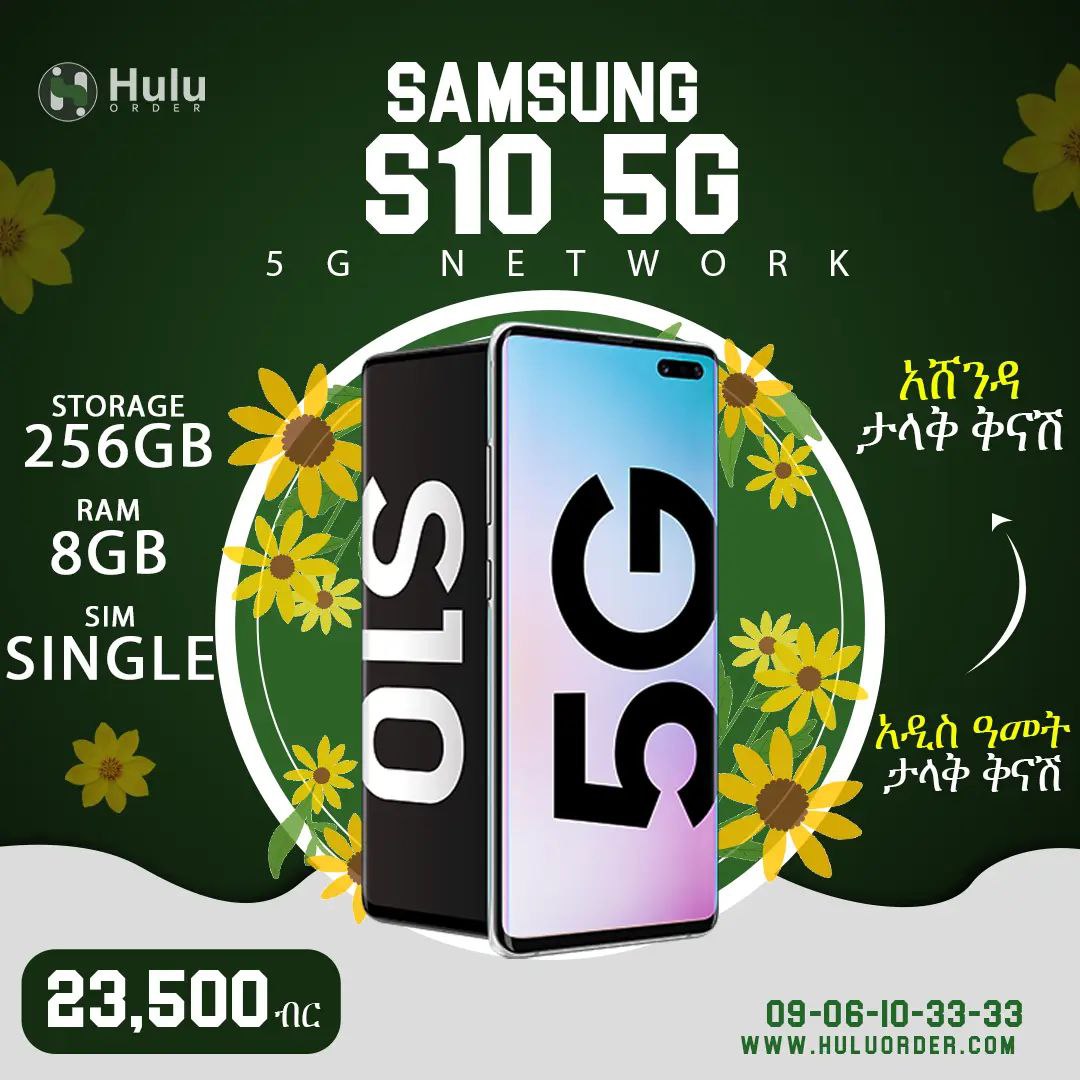 Hulu
ORDER
SAMSUNG
S10 5G
5G NETWORK
STORAGE
256GB
RAM
8GB
SIM
SINGLE
S10
5G
አሸንዳ
ታላቅ ቅናሽ
አዲስ ዓመት
ታላቅ ቅናሽ
23,500 ብር
09-06-10-33-33
WWW.HULUORDER.COM